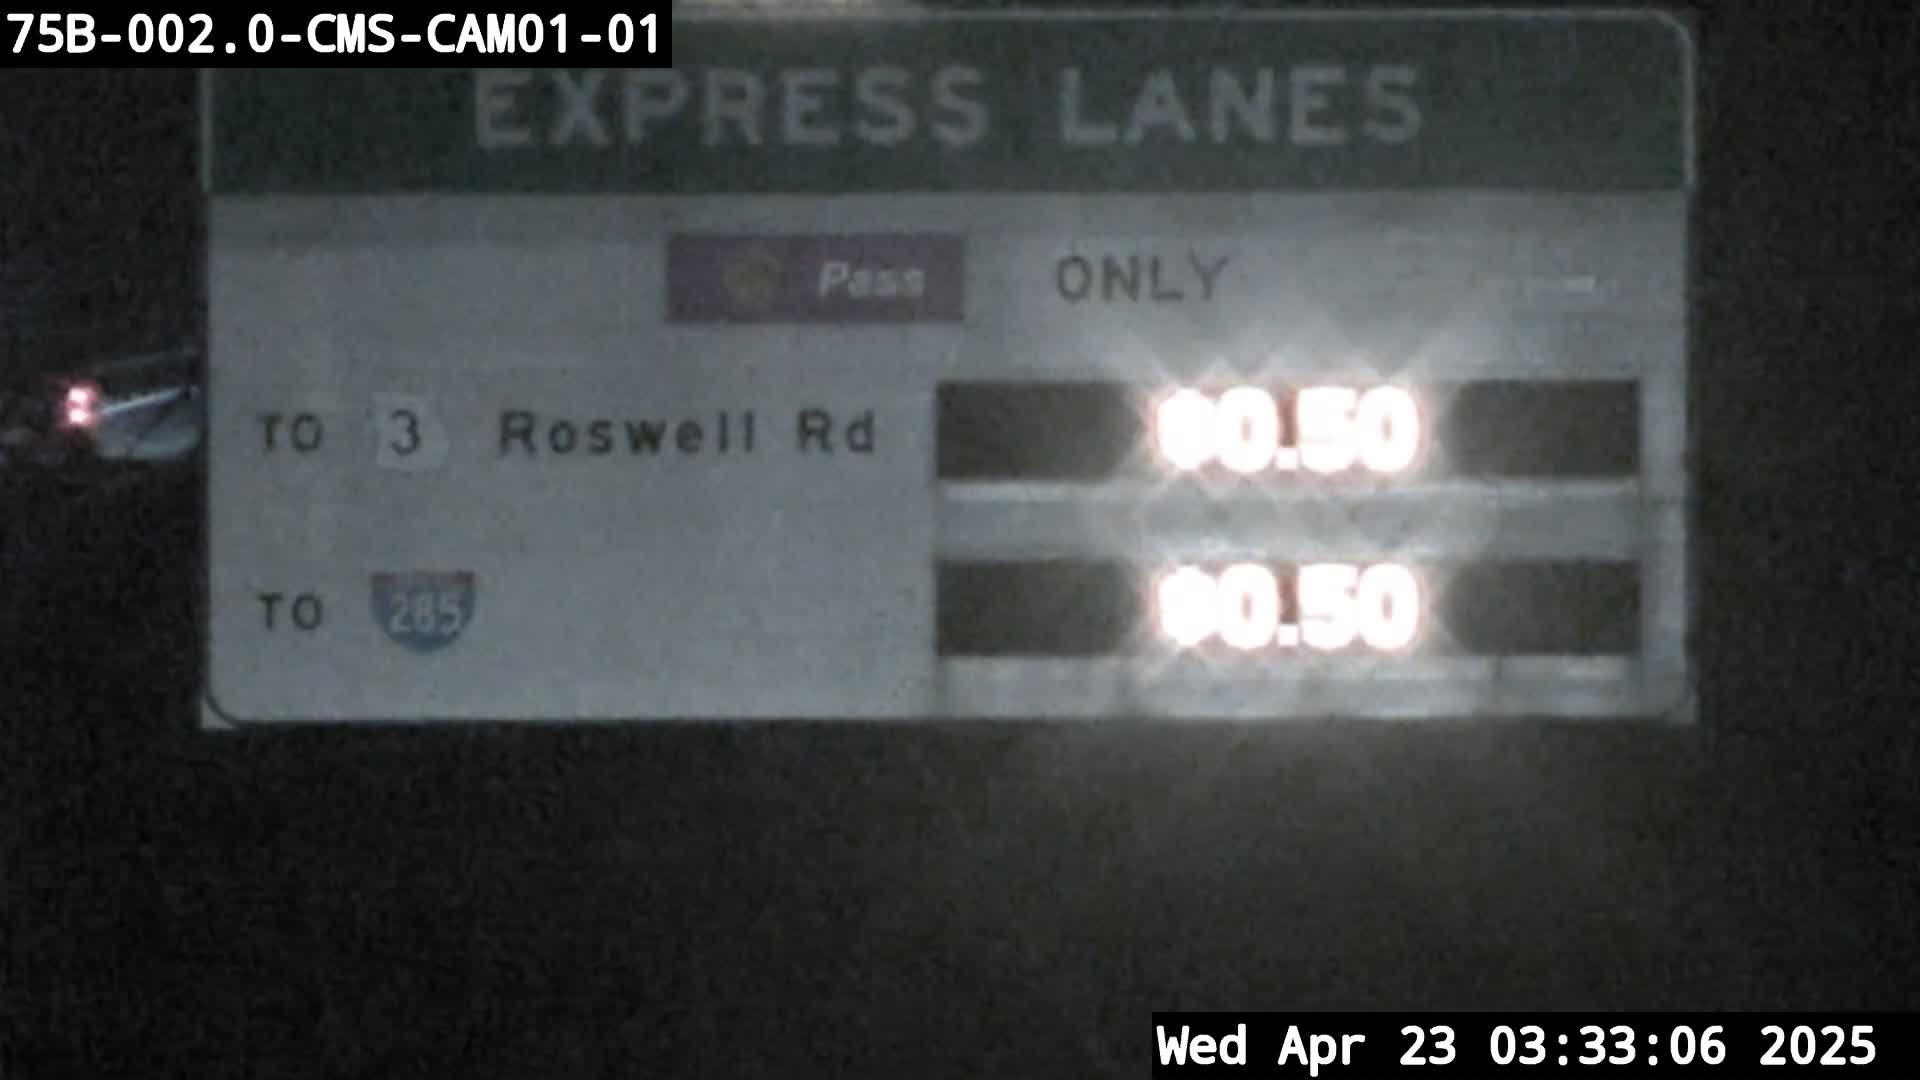 75B-002.0-CMS-CAM01-01
EXPRESS LANES
Pass ONLY
TO 3 Roswell Rd $0.50
TO 285 $0.50
Wed Apr 23 03:33:06 2025